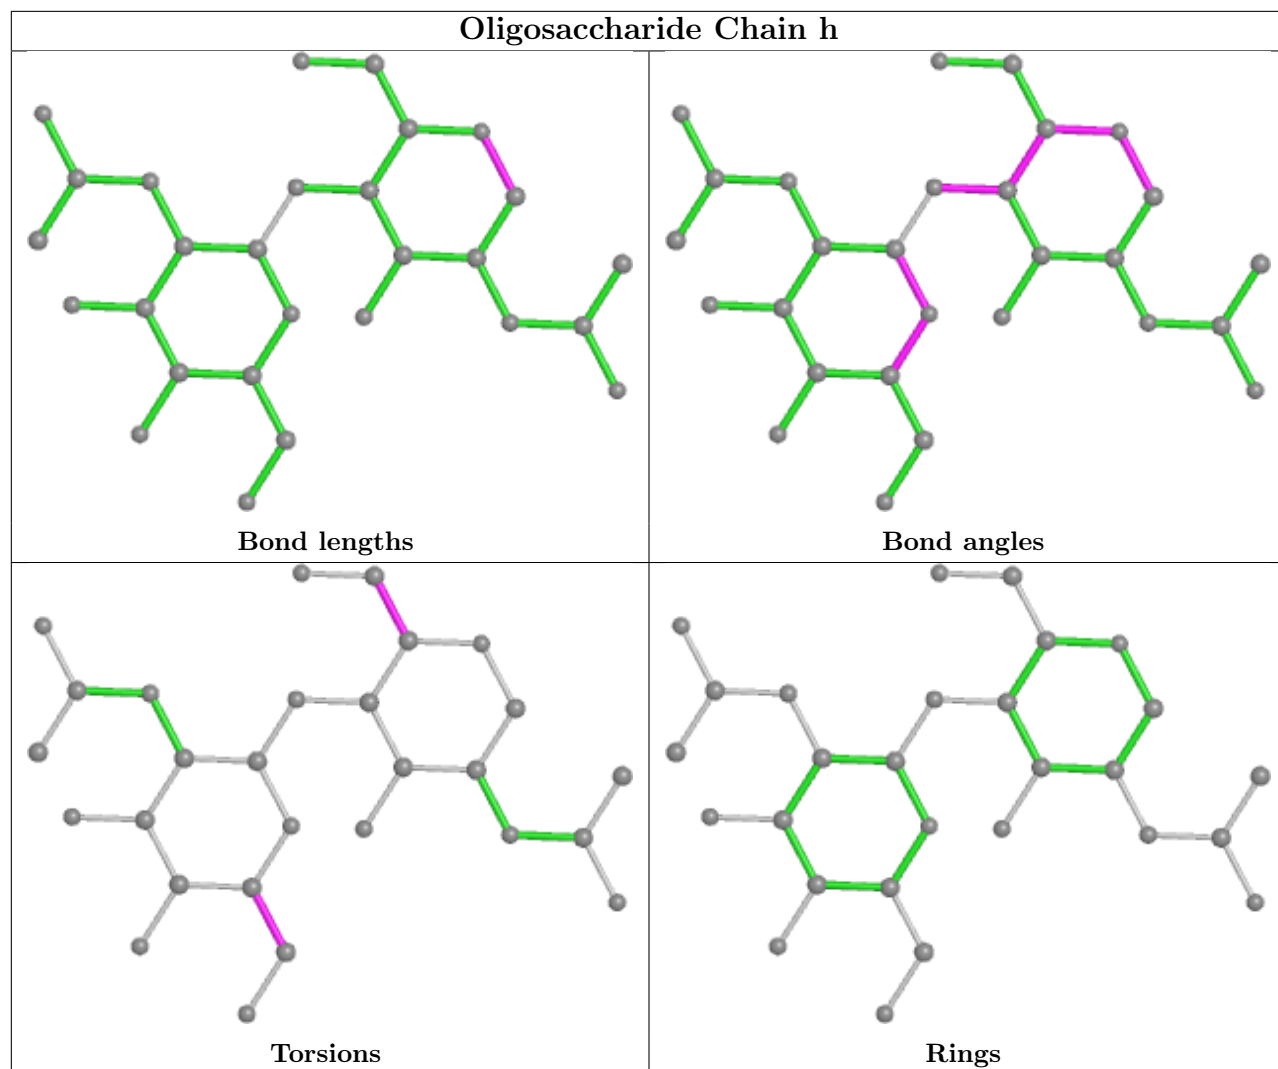 Oligosaccharide Chain h
Bond lengths
Bond angles
Torsions
Rings